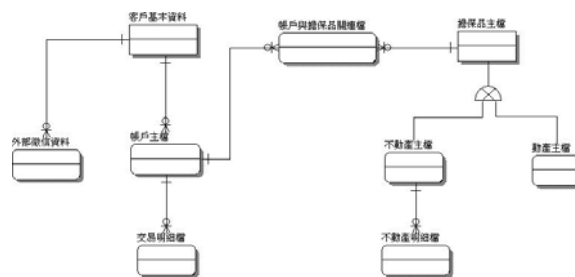 客戶基本資料
帳戶與擔保品關連檔
擔保品主檔
外部徵信資料
帳戶主檔
不動產主檔
動產主檔
交易明細檔
不動產明細檔